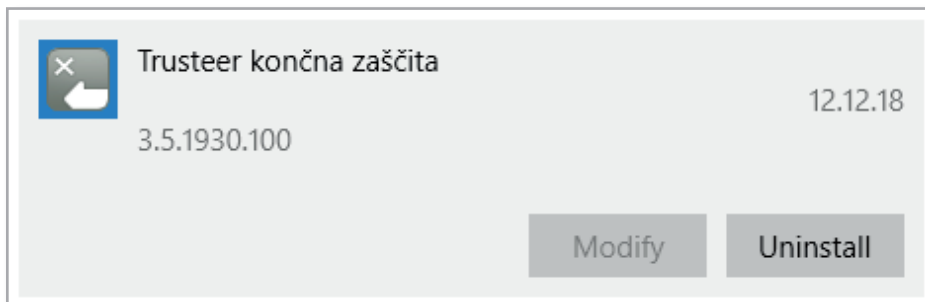 Trusteer končna zaščita
12.12.18
3.5.1930.100
Modify
Uninstall